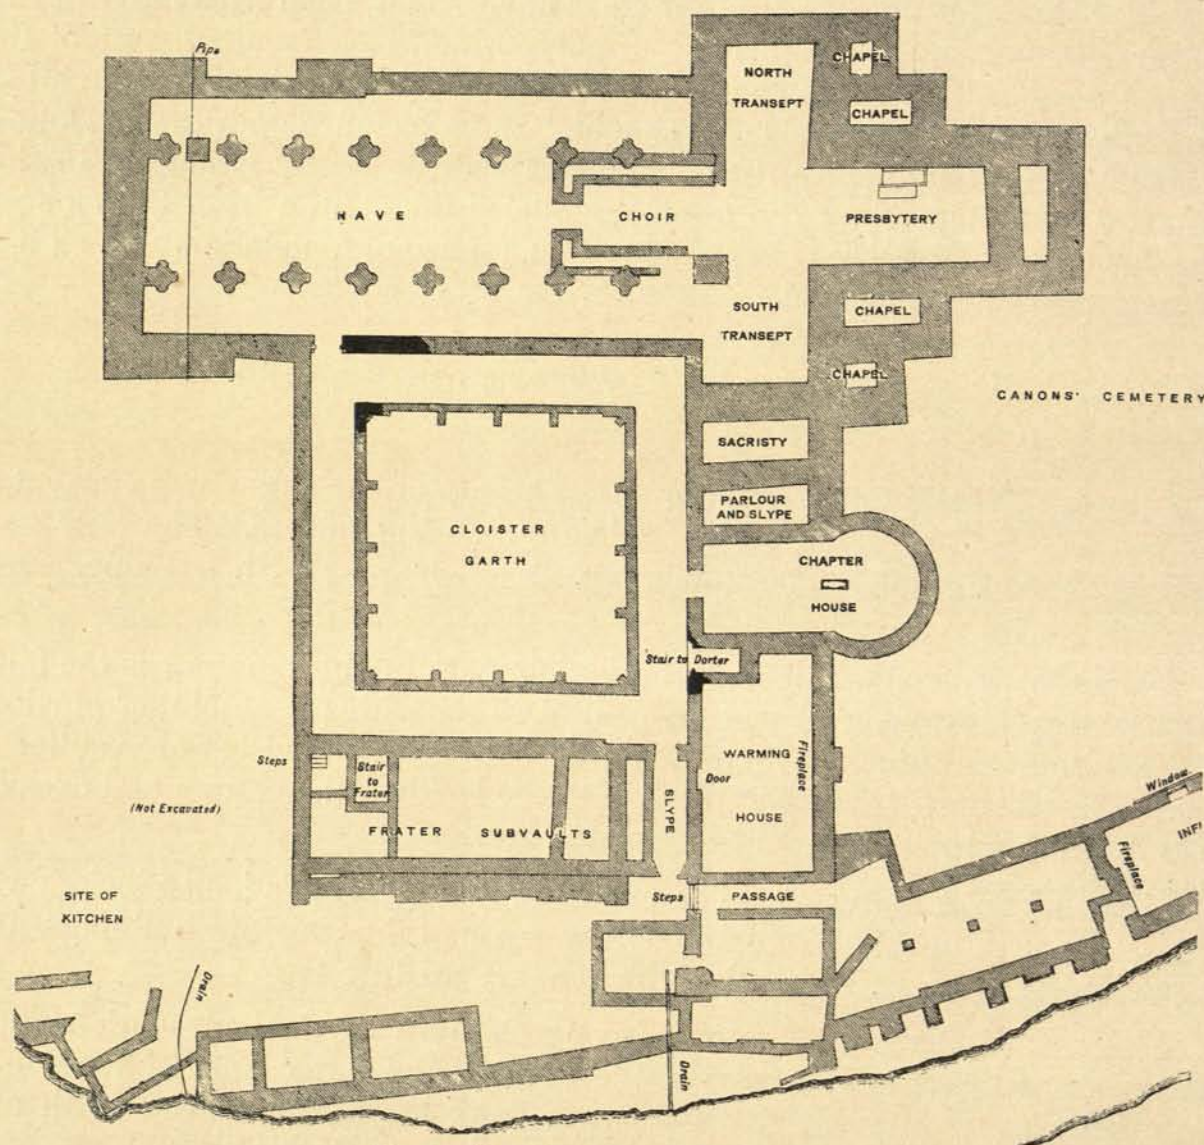 Pipe
NORTH
TRANSEPT
CHAPEL
CHAPEL
NAVE
CHOIR
PRESBYTERY
SOUTH
TRANSEPT
CHAPEL
CHAPEL
CANONS' CEMETERY
SACRISTY
PARLOUR
AND SLYPE
CLOISTER
GARTH
CHAPTER
HOUSE
Stair to Dorter
WARMING
HOUSE
Fireplace
Door
Steps
Stair
to
Frater
SLYPE
(Not Excavated)
FRATER SUBVAULTS
Window
INF
Fireplace
SITE OF
KITCHEN
Steps
PASSAGE
Drain
Drain